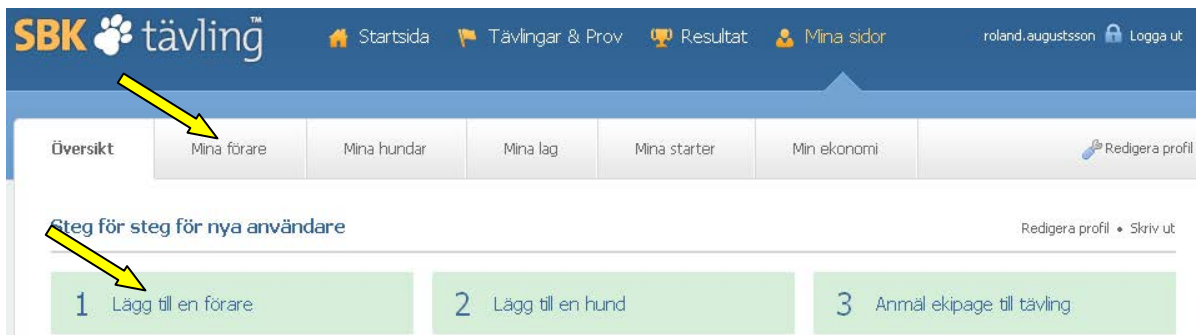 SBK tävling™ Startsida Tävlingar & Prov Resultat Mina sidor roland.augustsson Logga ut
Översikt Mina förare Mina hundar Mina lag Mina starter Min ekonomi Redigera profil
Steg för steg för nya användare Redigera profil • Skriv ut
1 Lägg till en förare 2 Lägg till en hund 3 Anmäl ekipage till tävling